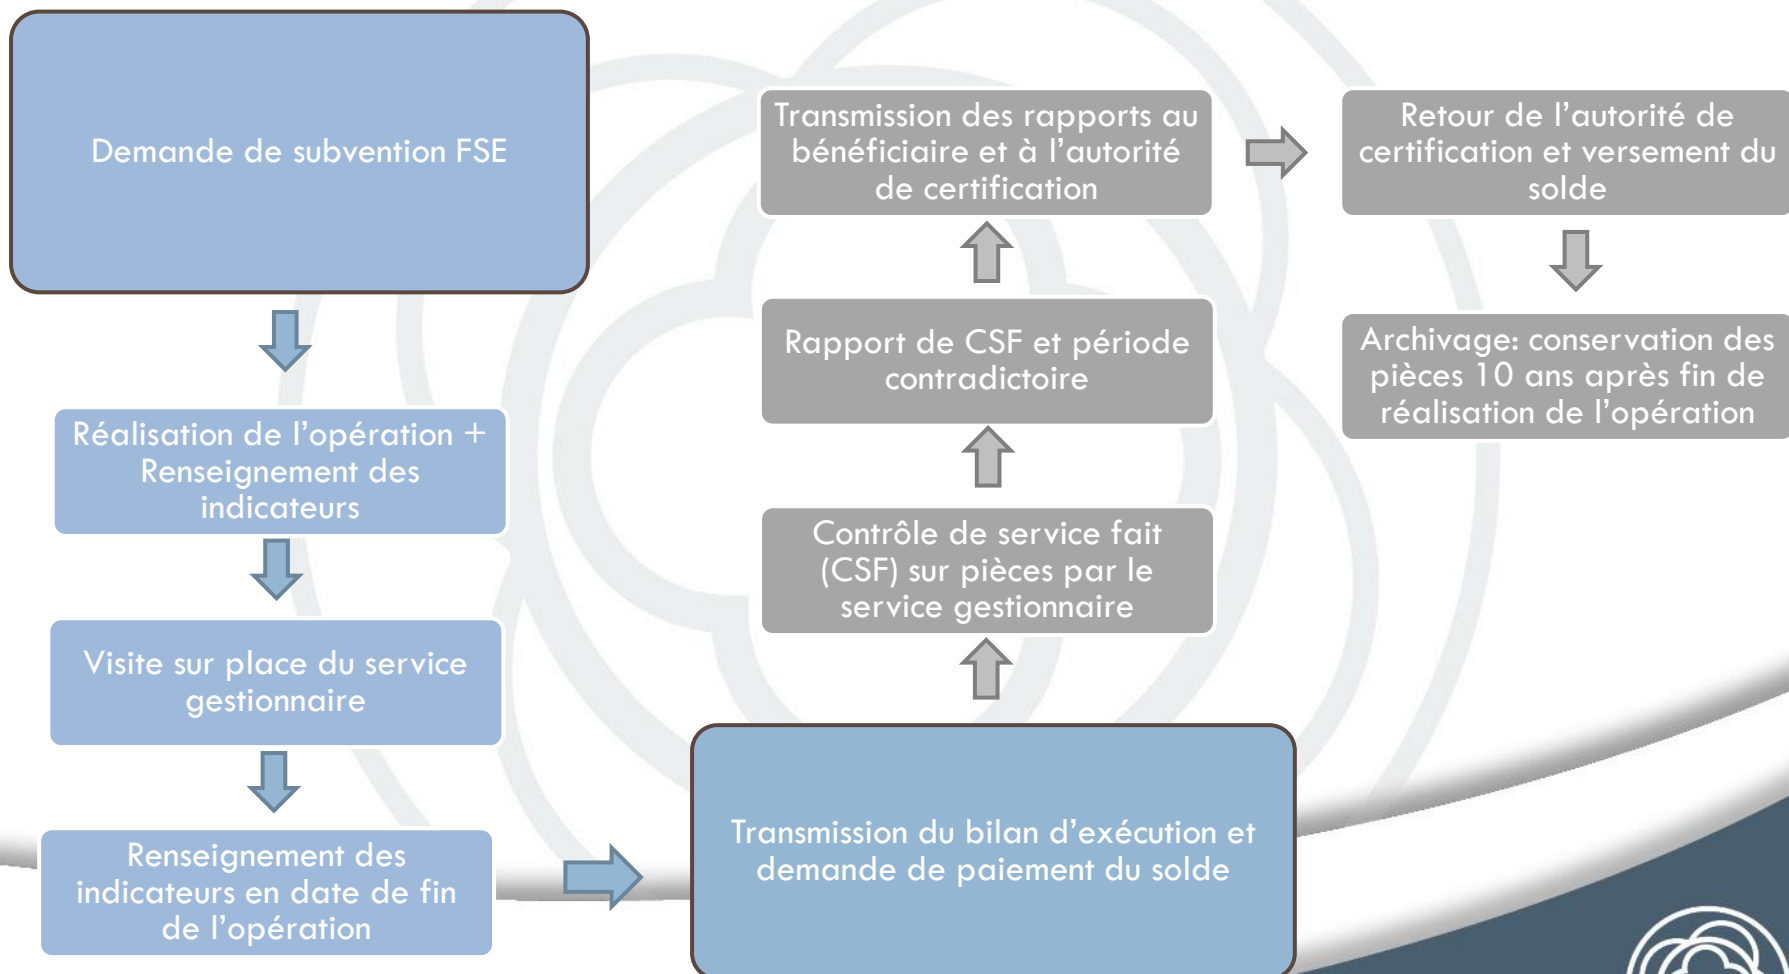 Demande de subvention FSE
Réalisation de l’opération +
Renseignement des
indicateurs
Visite sur place du service
gestionnaire
Renseignement des
indicateurs en date de fin
de l’opération
Transmission du bilan d’exécution et
demande de paiement du solde
Contrôle de service fait
(CSF) sur pièces par le
service gestionnaire
Rapport de CSF et période
contradictoire
Transmission des rapports au
bénéficiaire et à l’autorité
de certification
Retour de l’autorité de
certification et versement du
solde
Archivage: conservation des
pièces 10 ans après fin de
réalisation de l’opération